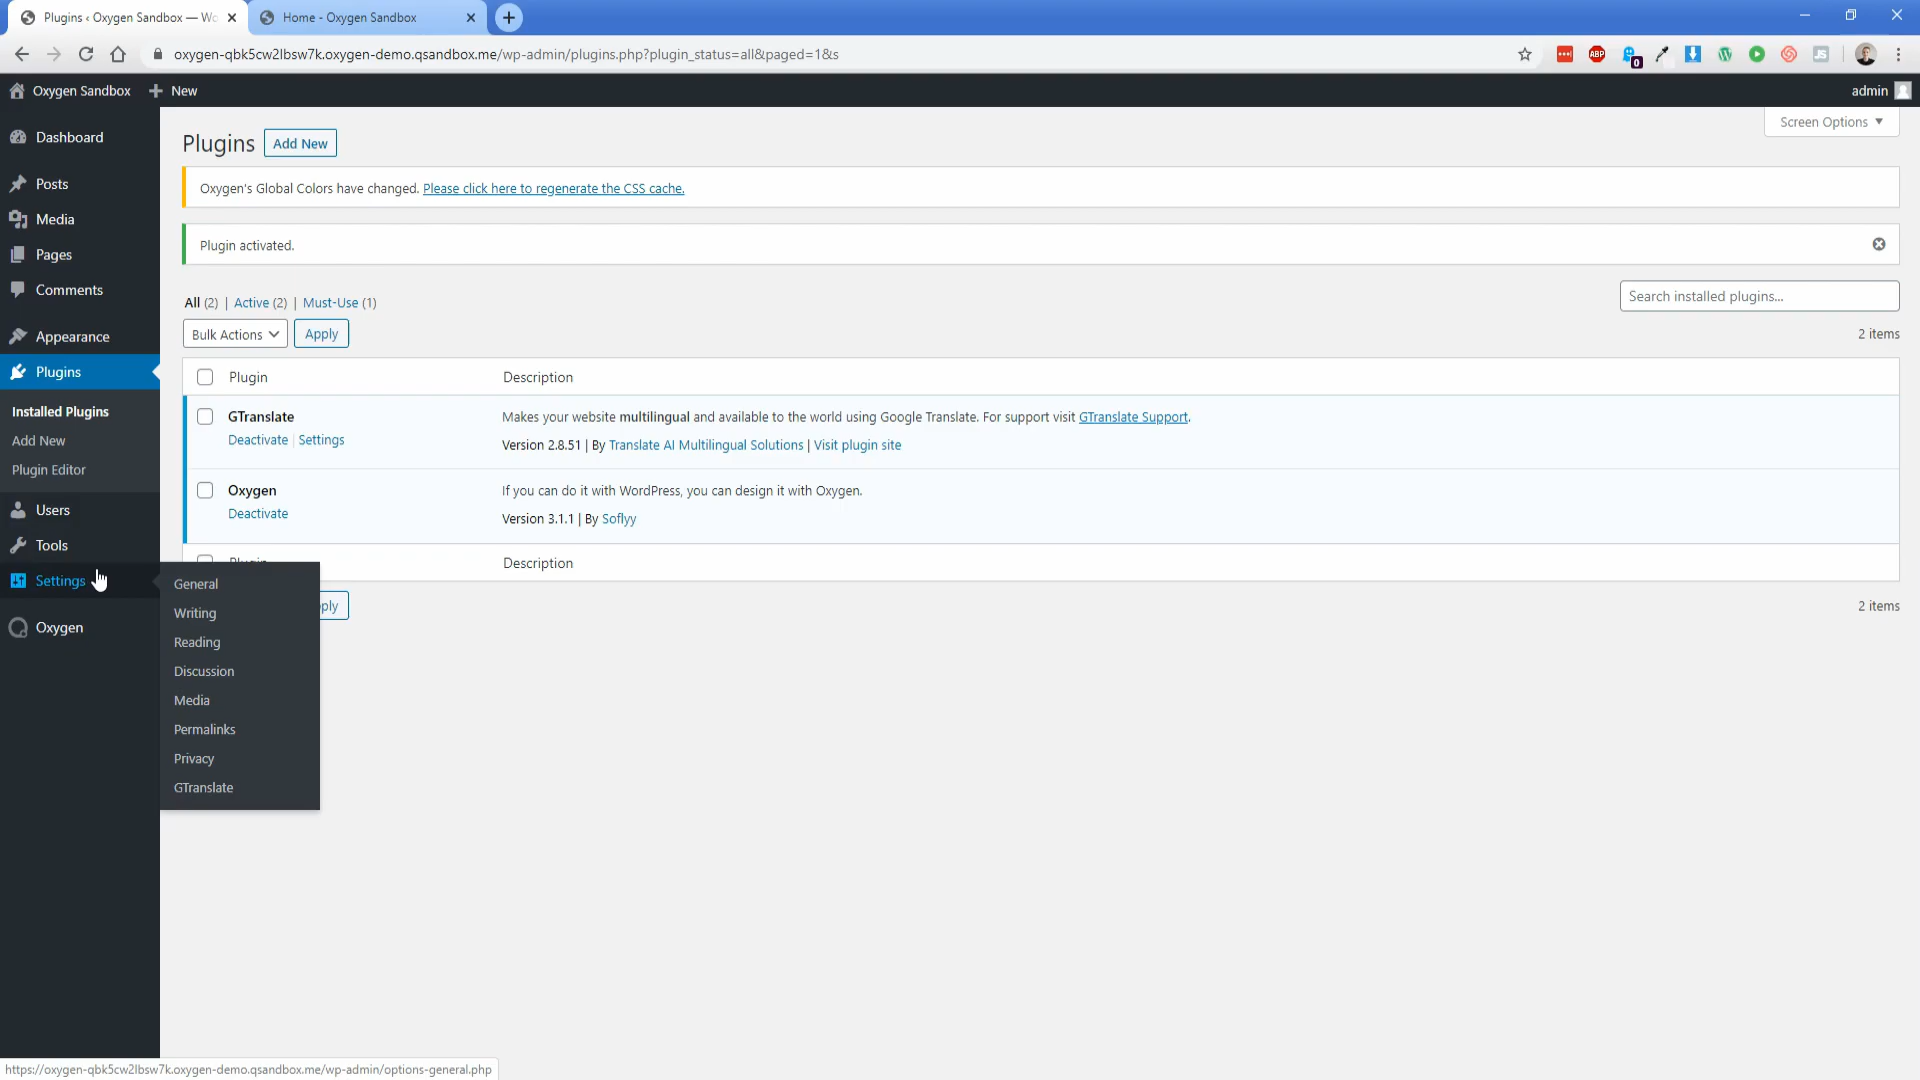 Plugins ‹ Oxygen Sandbox — Wo
Home - Oxygen Sandbox
oxygen-qbk5cw2lbsw7k.oxygen-demo.qsandbox.me/wp-admin/plugins.php?plugin_status=all&paged=1&s
ABP
0
JS
Oxygen Sandbox
New
admin
Dashboard
Posts
Media
Pages
Comments
Appearance
Plugins
Installed Plugins
Add New
Plugin Editor
Users
Tools
Settings
Oxygen
General
Writing
Reading
Discussion
Media
Permalinks
Privacy
GTranslate
Screen Options
Plugins
Add New
Oxygen's Global Colors have changed. Please click here to regenerate the CSS cache.
Plugin activated.
All (2) | Active (2) | Must-Use (1)
Search installed plugins...
Bulk Actions
Apply
2 items
Plugin
Description
GTranslate
Deactivate | Settings
Makes your website multilingual and available to the world using Google Translate. For support visit GTranslate Support.
Version 2.8.51 | By Translate AI Multilingual Solutions | Visit plugin site
Oxygen
Deactivate
If you can do it with WordPress, you can design it with Oxygen.
Version 3.1.1 | By Soflyy
Description
2 items
https://oxygen-qbk5cw2lbsw7k.oxygen-demo.qsandbox.me/wp-admin/options-general.php